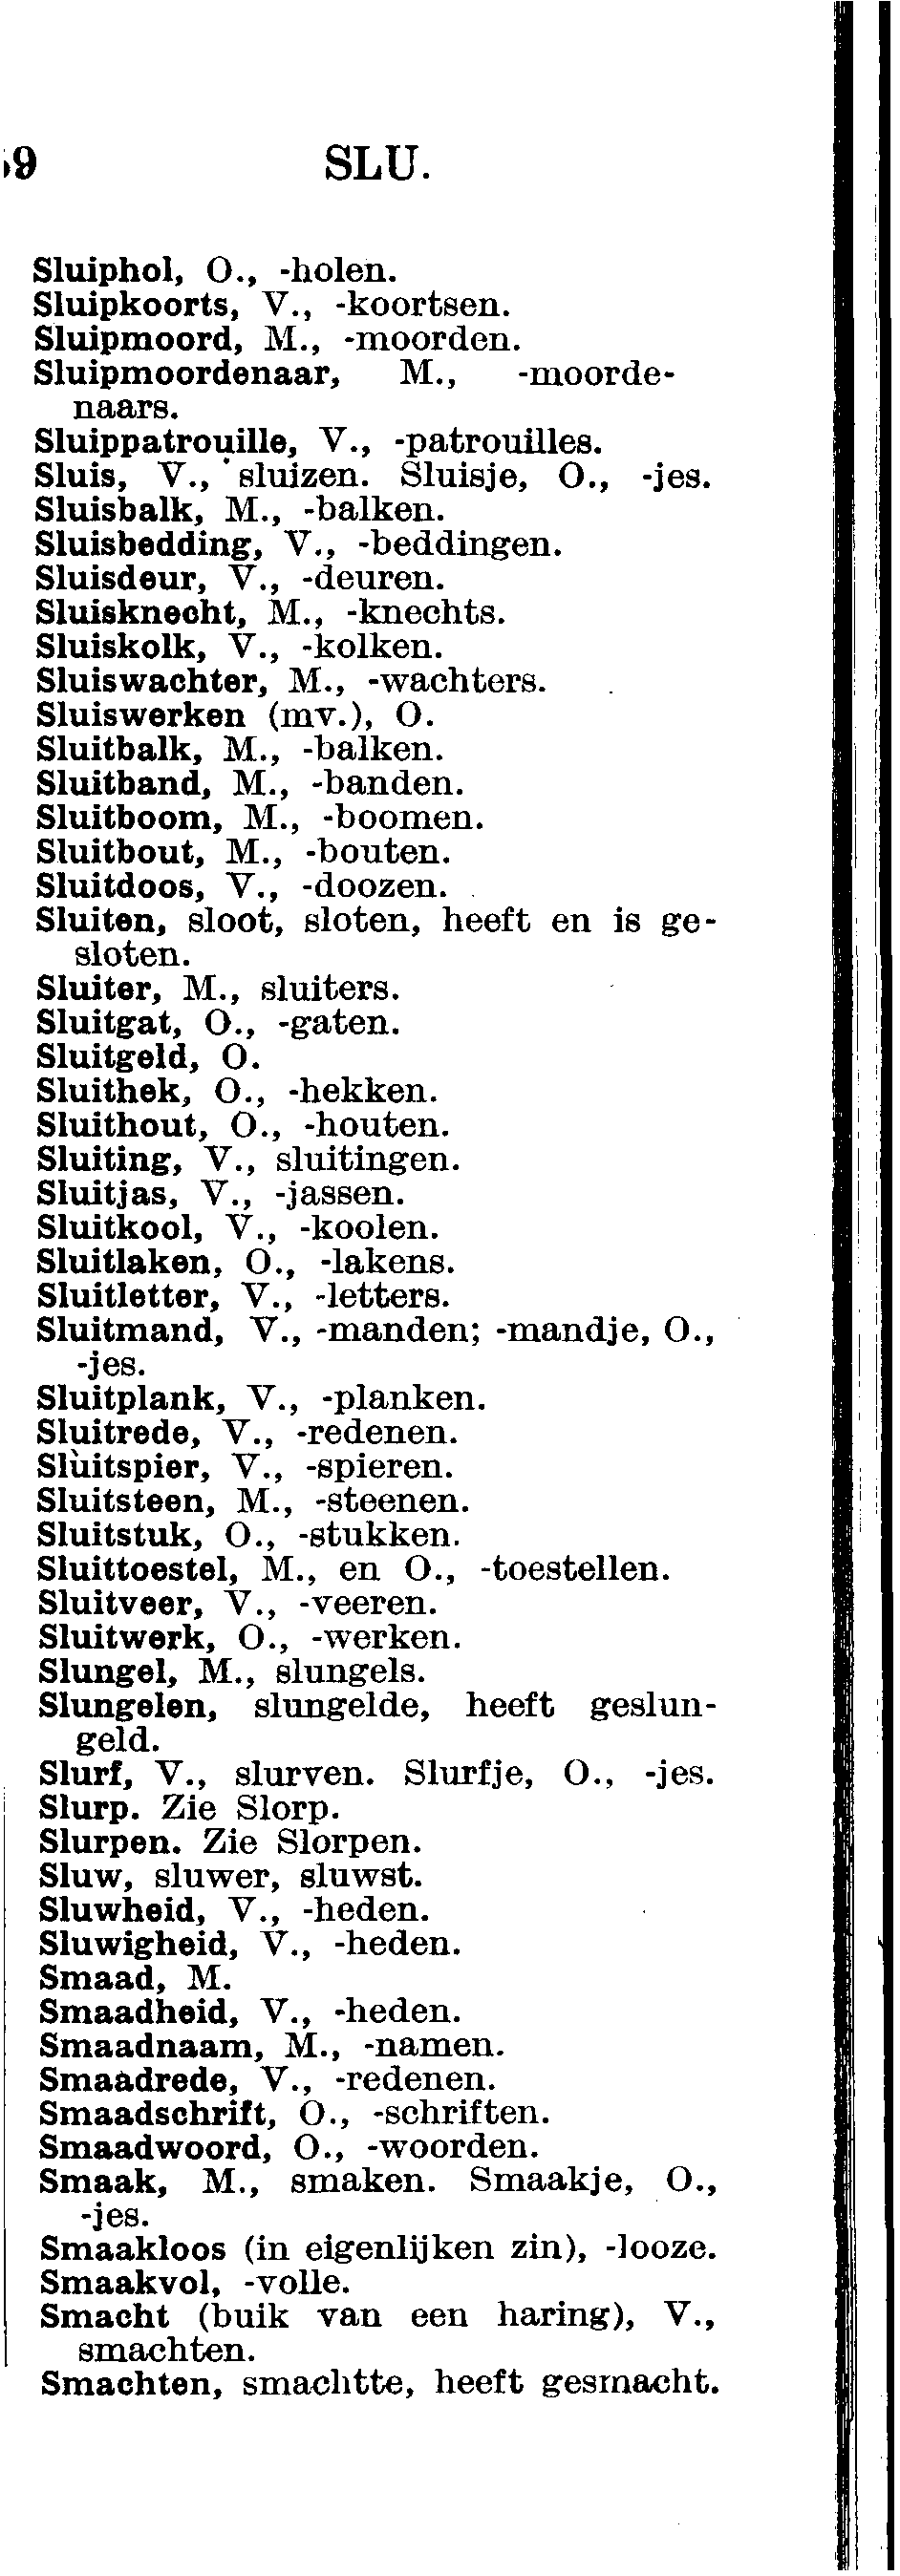 9 SLU.
Sluiphol, O., -holen.
Sluipkoorts, V., -koortsen.
Sluipmoord, M., -moorden.
Sluipmoordenaar, M., -moorde-
naars.
Sluippatrouille, V., -patrouilles.
Sluis, V., sluizen. Sluisje, O., -jes.
Sluisbalk, M., -balken.
Sluisbedding, V., -beddingen.
Sluisdeur, V., -deuren.
Sluisknecht, M., -knechts.
Sluiskolk, V., -kolken.
Sluiswachter, M., -wachters.
Sluiswerken (mv.), O.
Sluitbalk, M., -balken.
Sluitband, M., -banden.
Sluitboom, M., -boomen.
Sluitbout, M., -bouten.
Sluitdoos, V., -doozen.
Sluiten, sloot, sloten, heeft en is ge-
sloten.
Sluiter, M., sluiters.
Sluitgat, O., -gaten.
Sluitgeld, O.
Sluithek, O., -hekken.
Sluithout, O., -houten.
Sluiting, V., sluitingen.
Sluitjas, V., -jassen.
Sluitkool, V., -koolen.
Sluitlaken, O., -lakens.
Sluitletter, V., -letters.
Sluitmand, V., -manden; -mandje, O.,
-jes.
Sluitplank, V., -planken.
Sluitrede, V., -redenen.
Sluitspier, V., -spieren.
Sluitsteen, M., -steenen.
Sluitstuk, O., -stukken.
Sluittoestel, M., en O., -toestellen.
Sluitveer, V., -veeren.
Sluitwerk, O., -werken.
Slungel, M., slungels.
Slungelen, slungelde, heeft geslun-
geld.
Slurf, V., slurven. Slurfje, O., -jes.
Slurp. Zie Slorp.
Slurpen. Zie Slorpen.
Sluw, sluwer, sluwst.
Sluwheid, V., -heden.
Sluwigheid, V., -heden.
Smaad, M.
Smaadheid, V., -heden.
Smaadnaam, M., -namen.
Smaadrede, V., -redenen.
Smaadschrift, O., -schriften.
Smaadwoord, O., -woorden.
Smaak, M., smaken. Smaakje, O.,
-jes.
Smaakloos (in eigenlijken zin), -looze.
Smaakvol, -volle.
Smacht (buik van een haring), V.,
smachten.
Smachten, smachtte, heeft gesmacht.